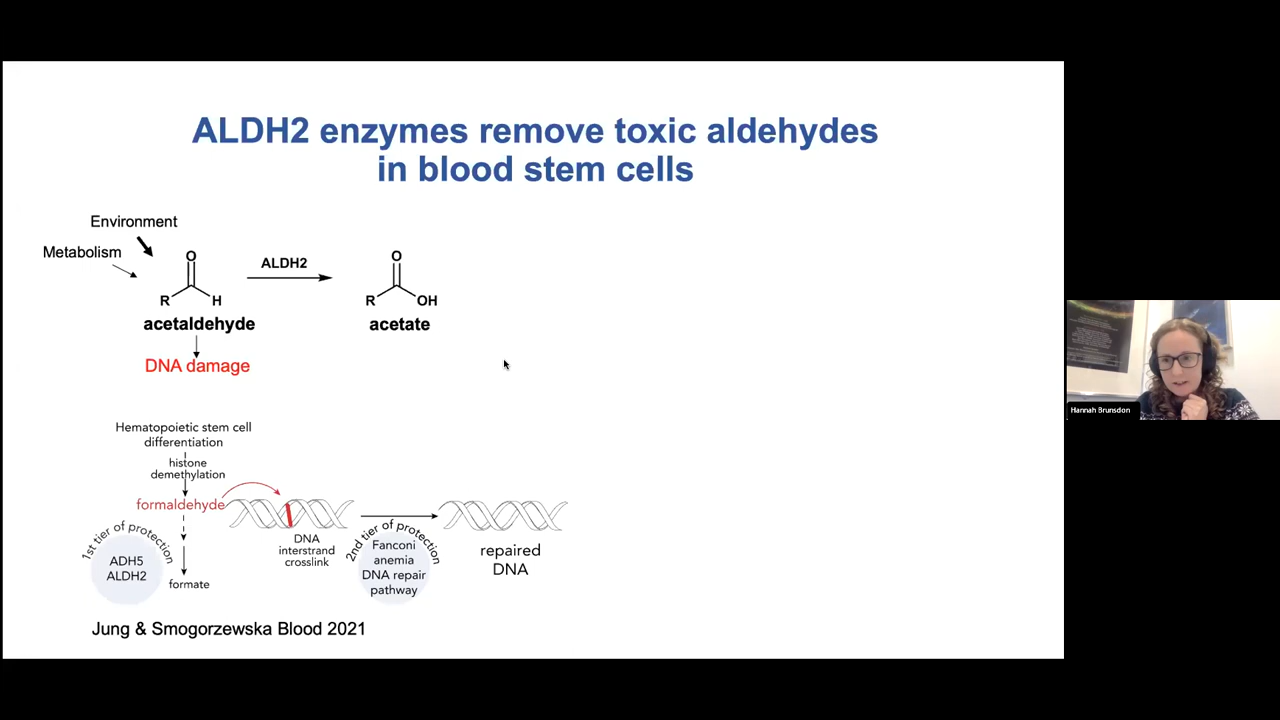 ALDH2 enzymes remove toxic aldehydes
in blood stem cells
Environment
Metabolism
O
R
H
acetaldehyde
DNA damage
ALDH2
O
R
OH
acetate
Hematopoietic stem cell
differentiation
histone
demethylation
formaldehyde
1st tier of protection
ADH5
ALDH2
formate
DNA
interstrand
crosslink
2nd tier of protection
Fanconi
anemia
DNA repair
pathway
repaired
DNA
Jung & Smogorzewska Blood 2021
Hannah Brunsdon